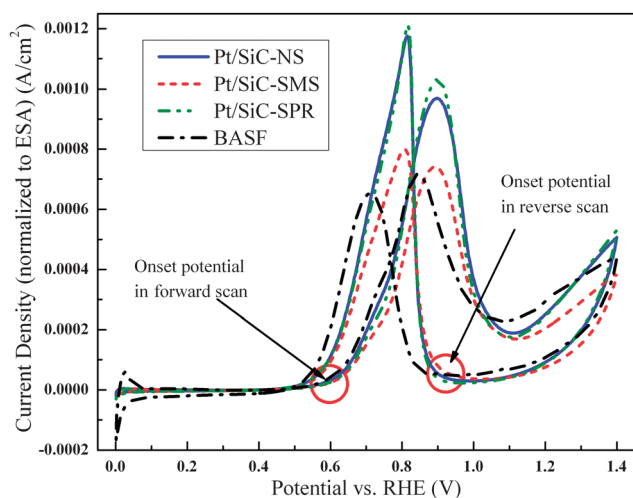 0.0012
0.0010
0.0008
0.0006
0.0004
0.0002
0.0000
-0.0002
Current Density (normalized to ESA) (A/cm²)
Pt/SiC-NS
Pt/SiC-SMS
Pt/SiC-SPR
BASF
Onset potential
in reverse scan
Onset potential
in forward scan
0.0 0.2 0.4 0.6 0.8 1.0 1.2 1.4
Potential vs. RHE (V)